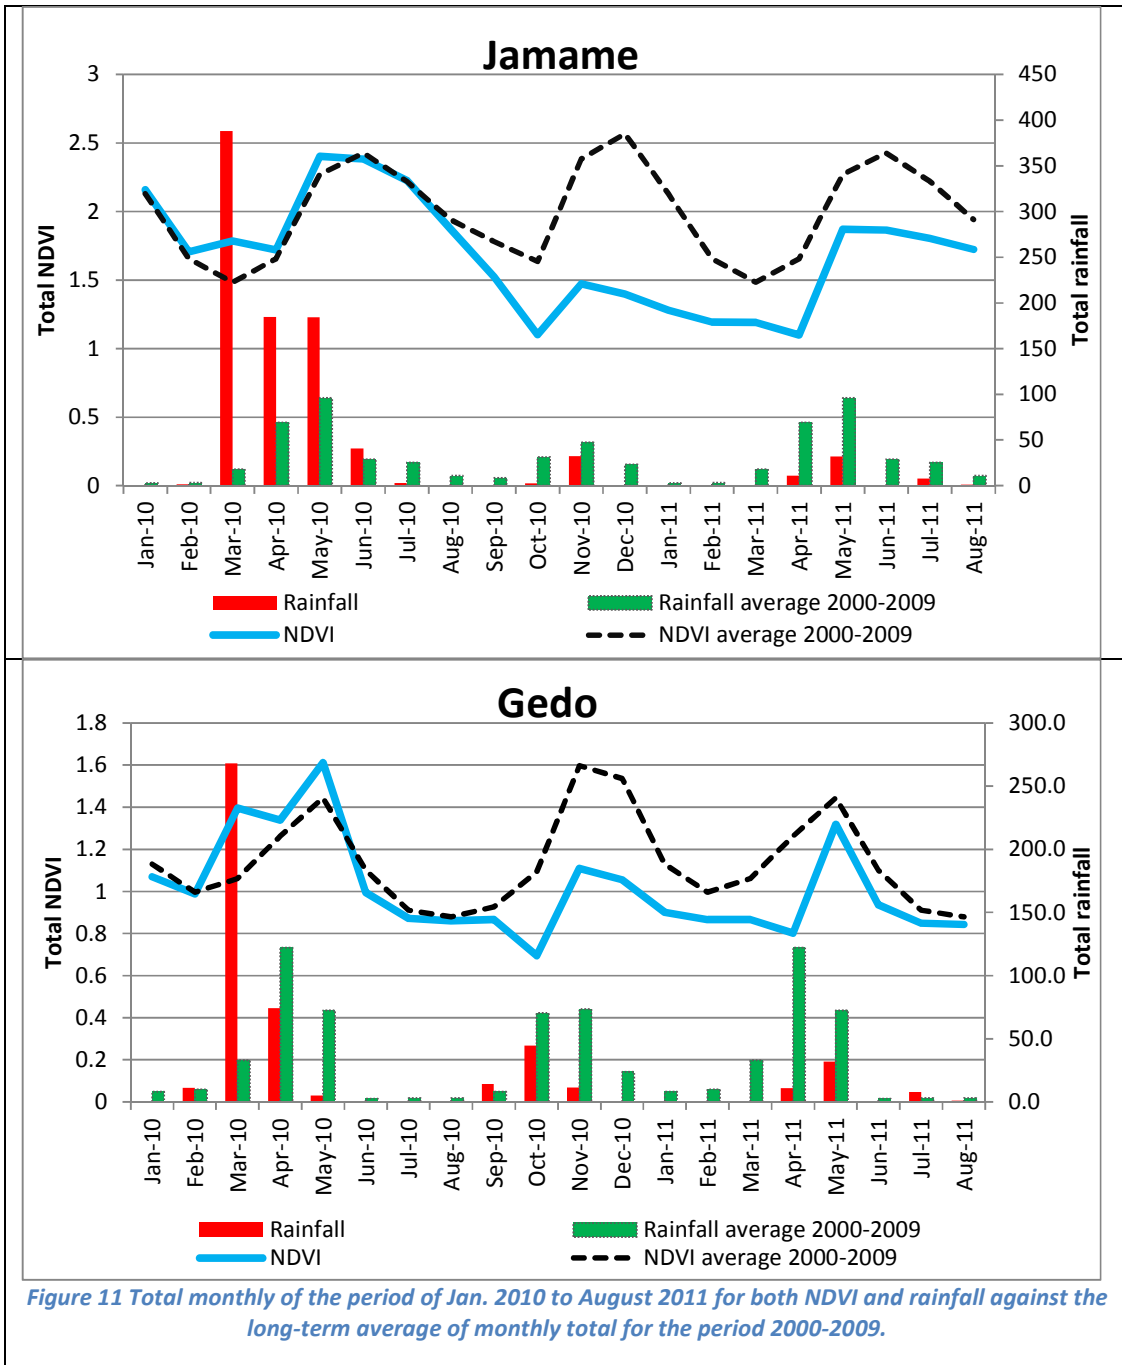 Jamame
3
2.5
2
1.5
1
0.5
0
Total NDVI
450
400
350
300
250
200
150
100
50
0
Total rainfall
Jan-10
Feb-10
Mar-10
Apr-10
May-10
Jun-10
Jul-10
Aug-10
Sep-10
Oct-10
Nov-10
Dec-10
Jan-11
Feb-11
Mar-11
Apr-11
May-11
Jun-11
Jul-11
Aug-11
Rainfall
Rainfall average 2000-2009
NDVI
NDVI average 2000-2009
Gedo
1.8
1.6
1.4
1.2
1
0.8
0.6
0.4
0.2
0
Total NDVI
300.0
250.0
200.0
150.0
100.0
50.0
0.0
Total rainfall
Jan-10
Feb-10
Mar-10
Apr-10
May-10
Jun-10
Jul-10
Aug-10
Sep-10
Oct-10
Nov-10
Dec-10
Jan-11
Feb-11
Mar-11
Apr-11
May-11
Jun-11
Jul-11
Aug-11
Rainfall
Rainfall average 2000-2009
NDVI
NDVI average 2000-2009
Figure 11 Total monthly of the period of Jan. 2010 to August 2011 for both NDVI and rainfall against the
long-term average of monthly total for the period 2000-2009.